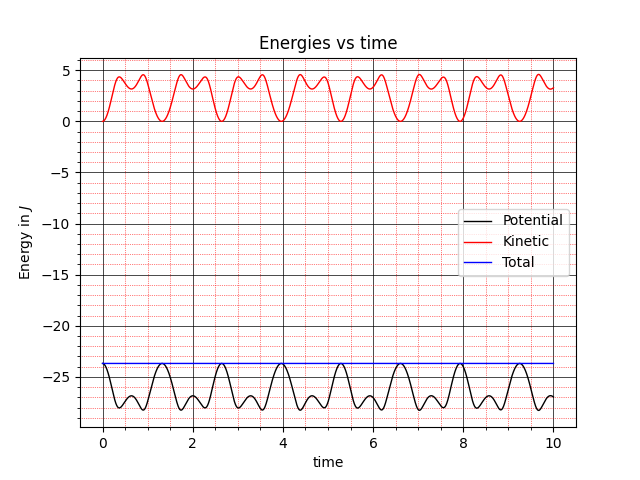 Energies vs time
5
0
−5
−10
−15
−20
−25
Energy in J
Potential
Kinetic
Total
0 2 4 6 8 10
time